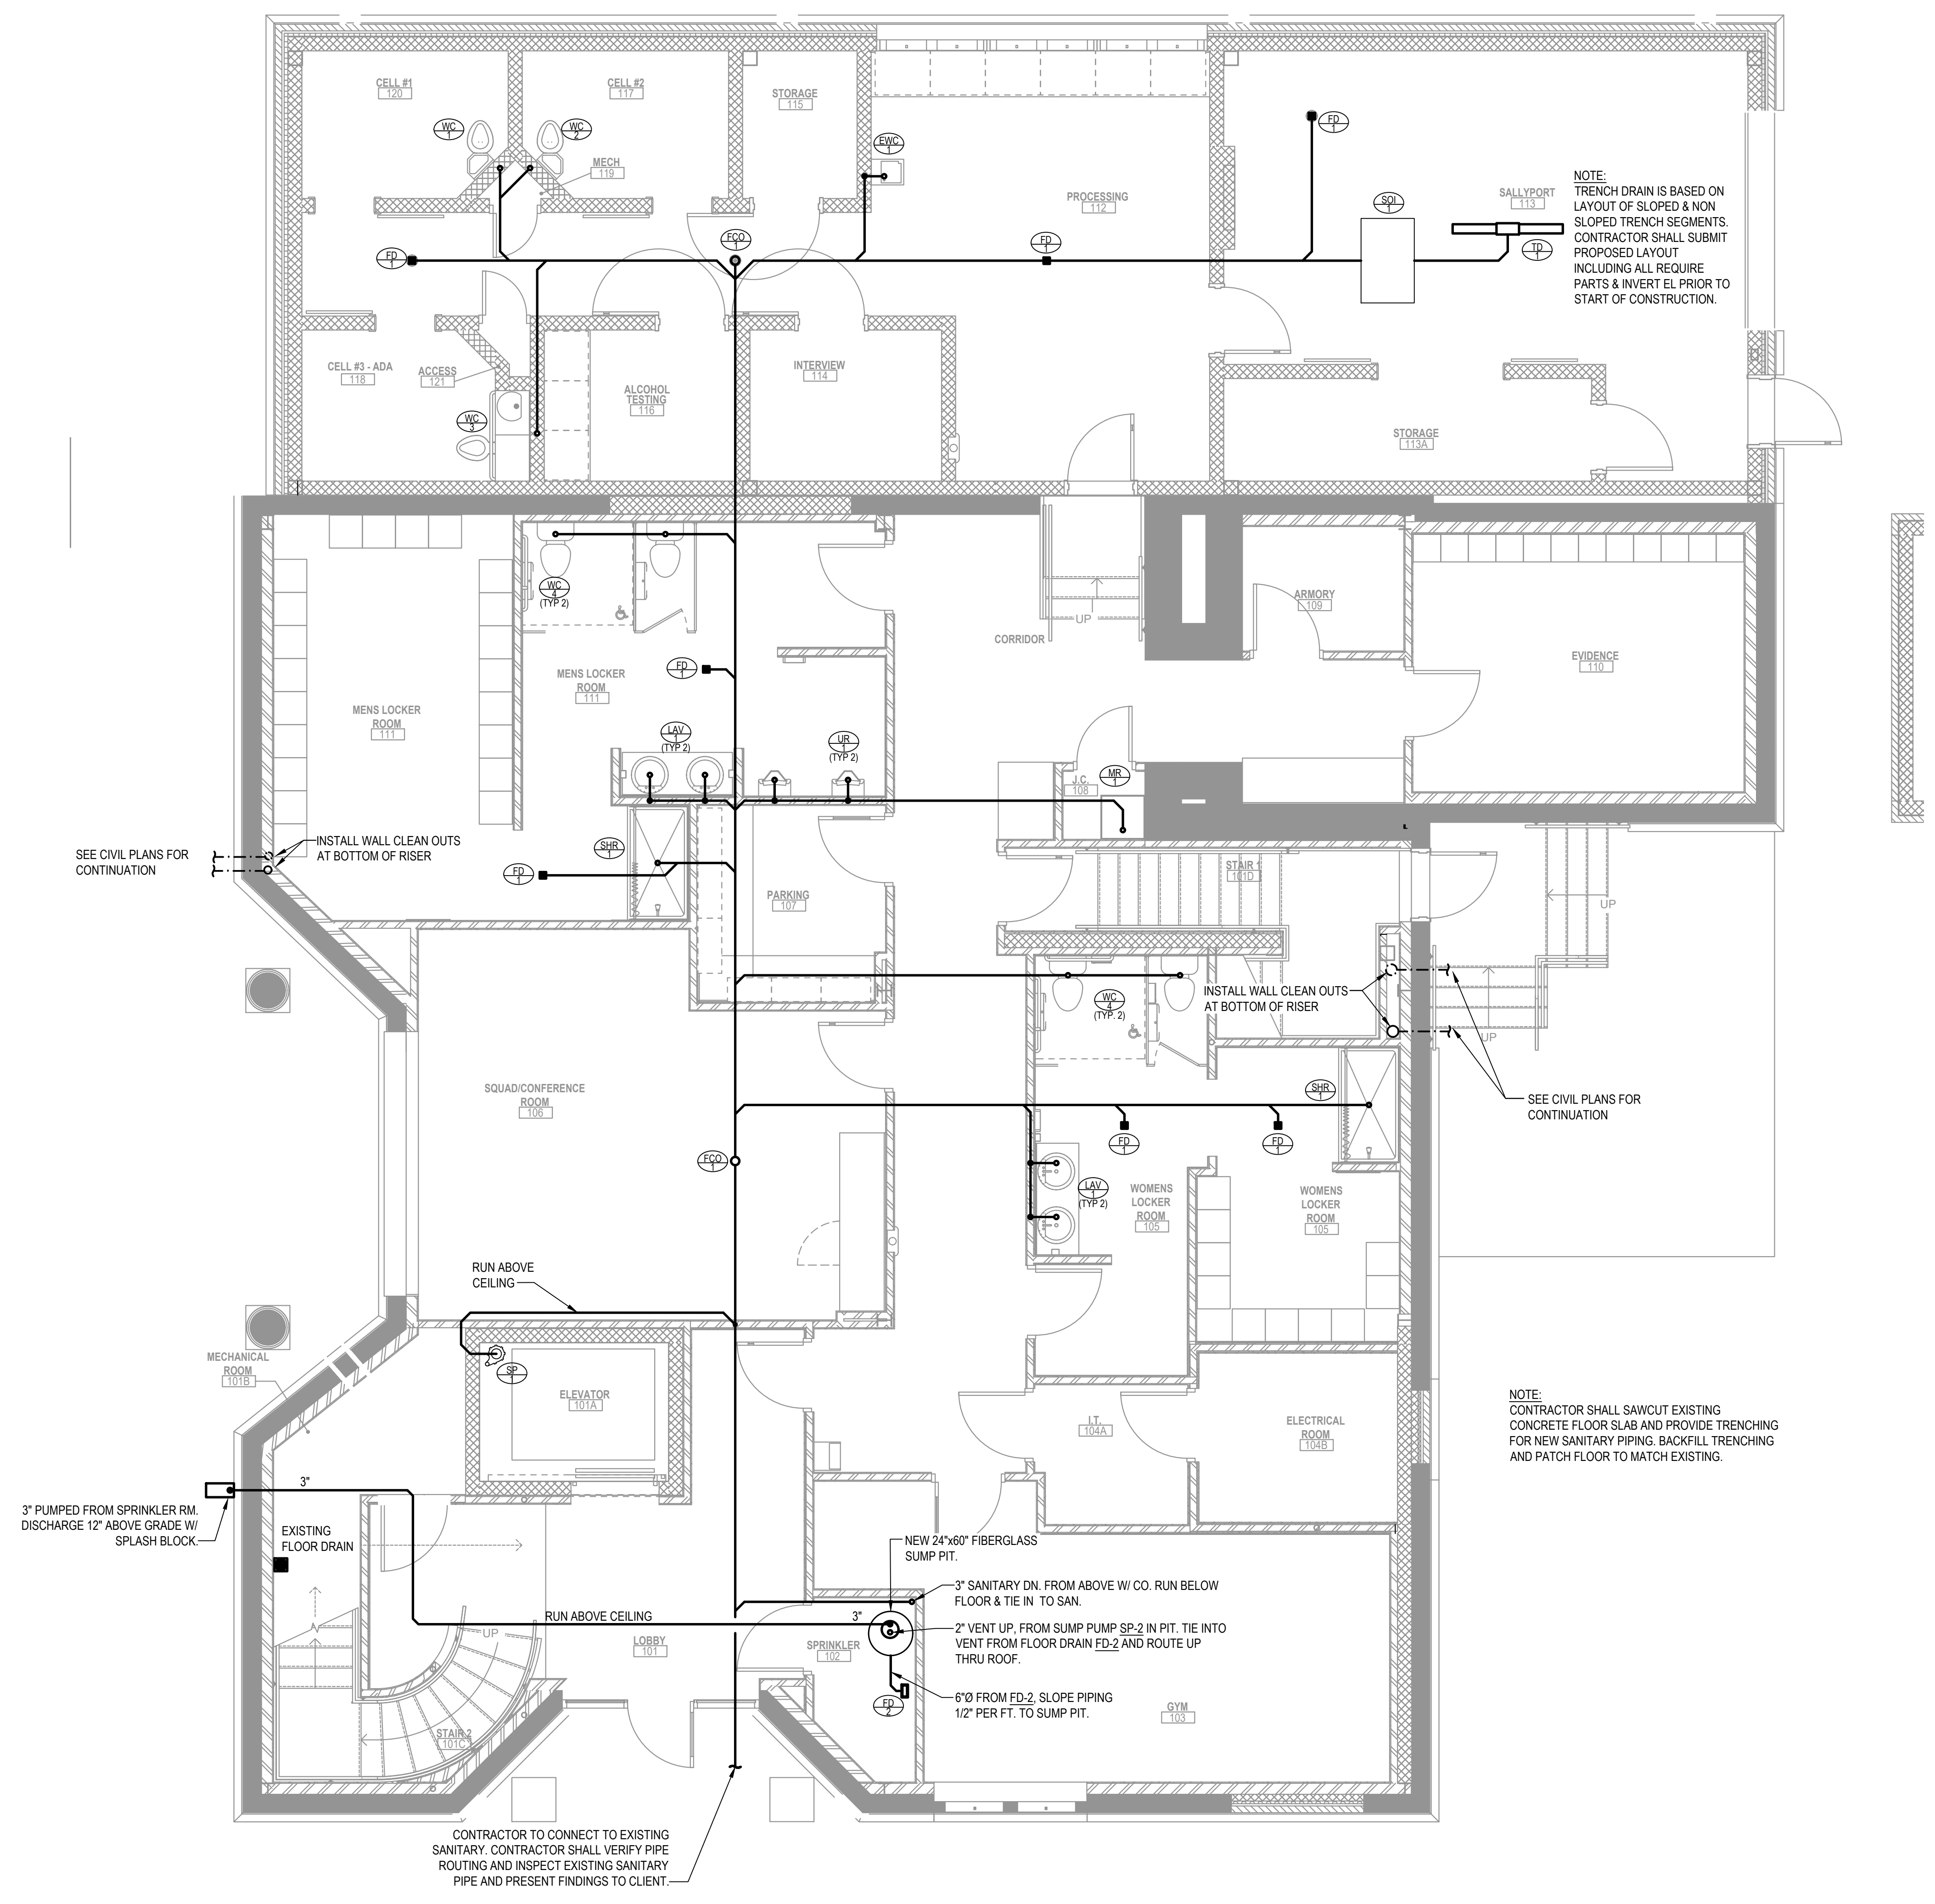 CELL #1
120
CELL #2
117
STORAGE
115
WC
1
WC
2
MECH
119
EWC
1
PROCESSING
112
FD
1
SALLYPORT
113
SOI
1
TD
1
NOTE:
TRENCH DRAIN IS BASED ON
LAYOUT OF SLOPED & NON
SLOPED TRENCH SEGMENTS.
CONTRACTOR SHALL SUBMIT
PROPOSED LAYOUT
INCLUDING ALL REQUIRE
PARTS & INVERT EL PRIOR TO
START OF CONSTRUCTION.
FD
1
FCO
1
FD
1
CELL #3 - ADA
118
ACCESS
121
WC
3
ALCOHOL
TESTING
116
INTERVIEW
114
STORAGE
113A
WC
4
(TYP 2)
UP
CORRIDOR
ARMORY
109
EVIDENCE
110
MENS LOCKER
ROOM
111
MENS LOCKER
ROOM
111
FD
1
LAV
1
(TYP 2)
UR
1
(TYP 2)
J.C.
108
MR
1
SEE CIVIL PLANS FOR
CONTINUATION
INSTALL WALL CLEAN OUTS
AT BOTTOM OF RISER
SHR
1
FD
1
PARKING
107
STAIR 1
101D
UP
WC
4
(TYP. 2)
INSTALL WALL CLEAN OUTS
AT BOTTOM OF RISER
UP
SEE CIVIL PLANS FOR
CONTINUATION
SQUAD/CONFERENCE
ROOM
106
SHR
1
FD
1
FD
1
FCO
1
LAV
1
(TYP 2)
WOMENS
LOCKER
ROOM
105
WOMENS
LOCKER
ROOM
105
RUN ABOVE
CEILING
MECHANICAL
ROOM
101B
SP
1
ELEVATOR
101A
I.T.
104A
ELECTRICAL
ROOM
104B
NOTE:
CONTRACTOR SHALL SAWCUT EXISTING
CONCRETE FLOOR SLAB AND PROVIDE TRENCHING
FOR NEW SANITARY PIPING. BACKFILL TRENCHING
AND PATCH FLOOR TO MATCH EXISTING.
3"
3" PUMPED FROM SPRINKLER RM.
DISCHARGE 12" ABOVE GRADE W/
SPLASH BLOCK.
EXISTING
FLOOR DRAIN
NEW 24"x60" FIBERGLASS
SUMP PIT.
3" SANITARY DN. FROM ABOVE W/ CO. RUN BELOW
FLOOR & TIE IN TO SAN.
RUN ABOVE CEILING
3"
2" VENT UP, FROM SUMP PUMP SP-2 IN PIT. TIE INTO
VENT FROM FLOOR DRAIN FD-2 AND ROUTE UP
THRU ROOF.
UP
LOBBY
101
SPRINKLER
102
6"Ø FROM FD-2, SLOPE PIPING
1/2" PER FT. TO SUMP PIT.
FD
2
GYM
103
STAIR 2
101C
CONTRACTOR TO CONNECT TO EXISTING
SANITARY. CONTRACTOR SHALL VERIFY PIPE
ROUTING AND INSPECT EXISTING SANITARY
PIPE AND PRESENT FINDINGS TO CLIENT.